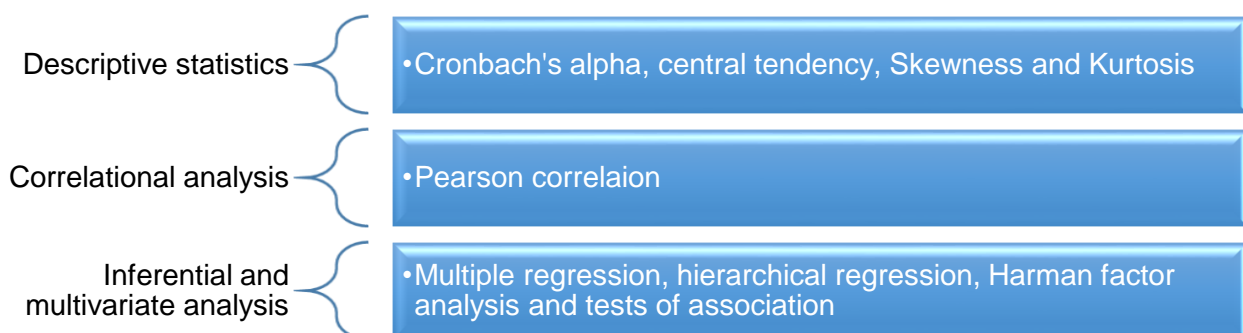 Descriptive statistics
•Cronbach's alpha, central tendency, Skewness and Kurtosis
Correlational analysis
•Pearson correlaion
Inferential and
multivariate analysis
•Multiple regression, hierarchical regression, Harman factor
analysis and tests of association